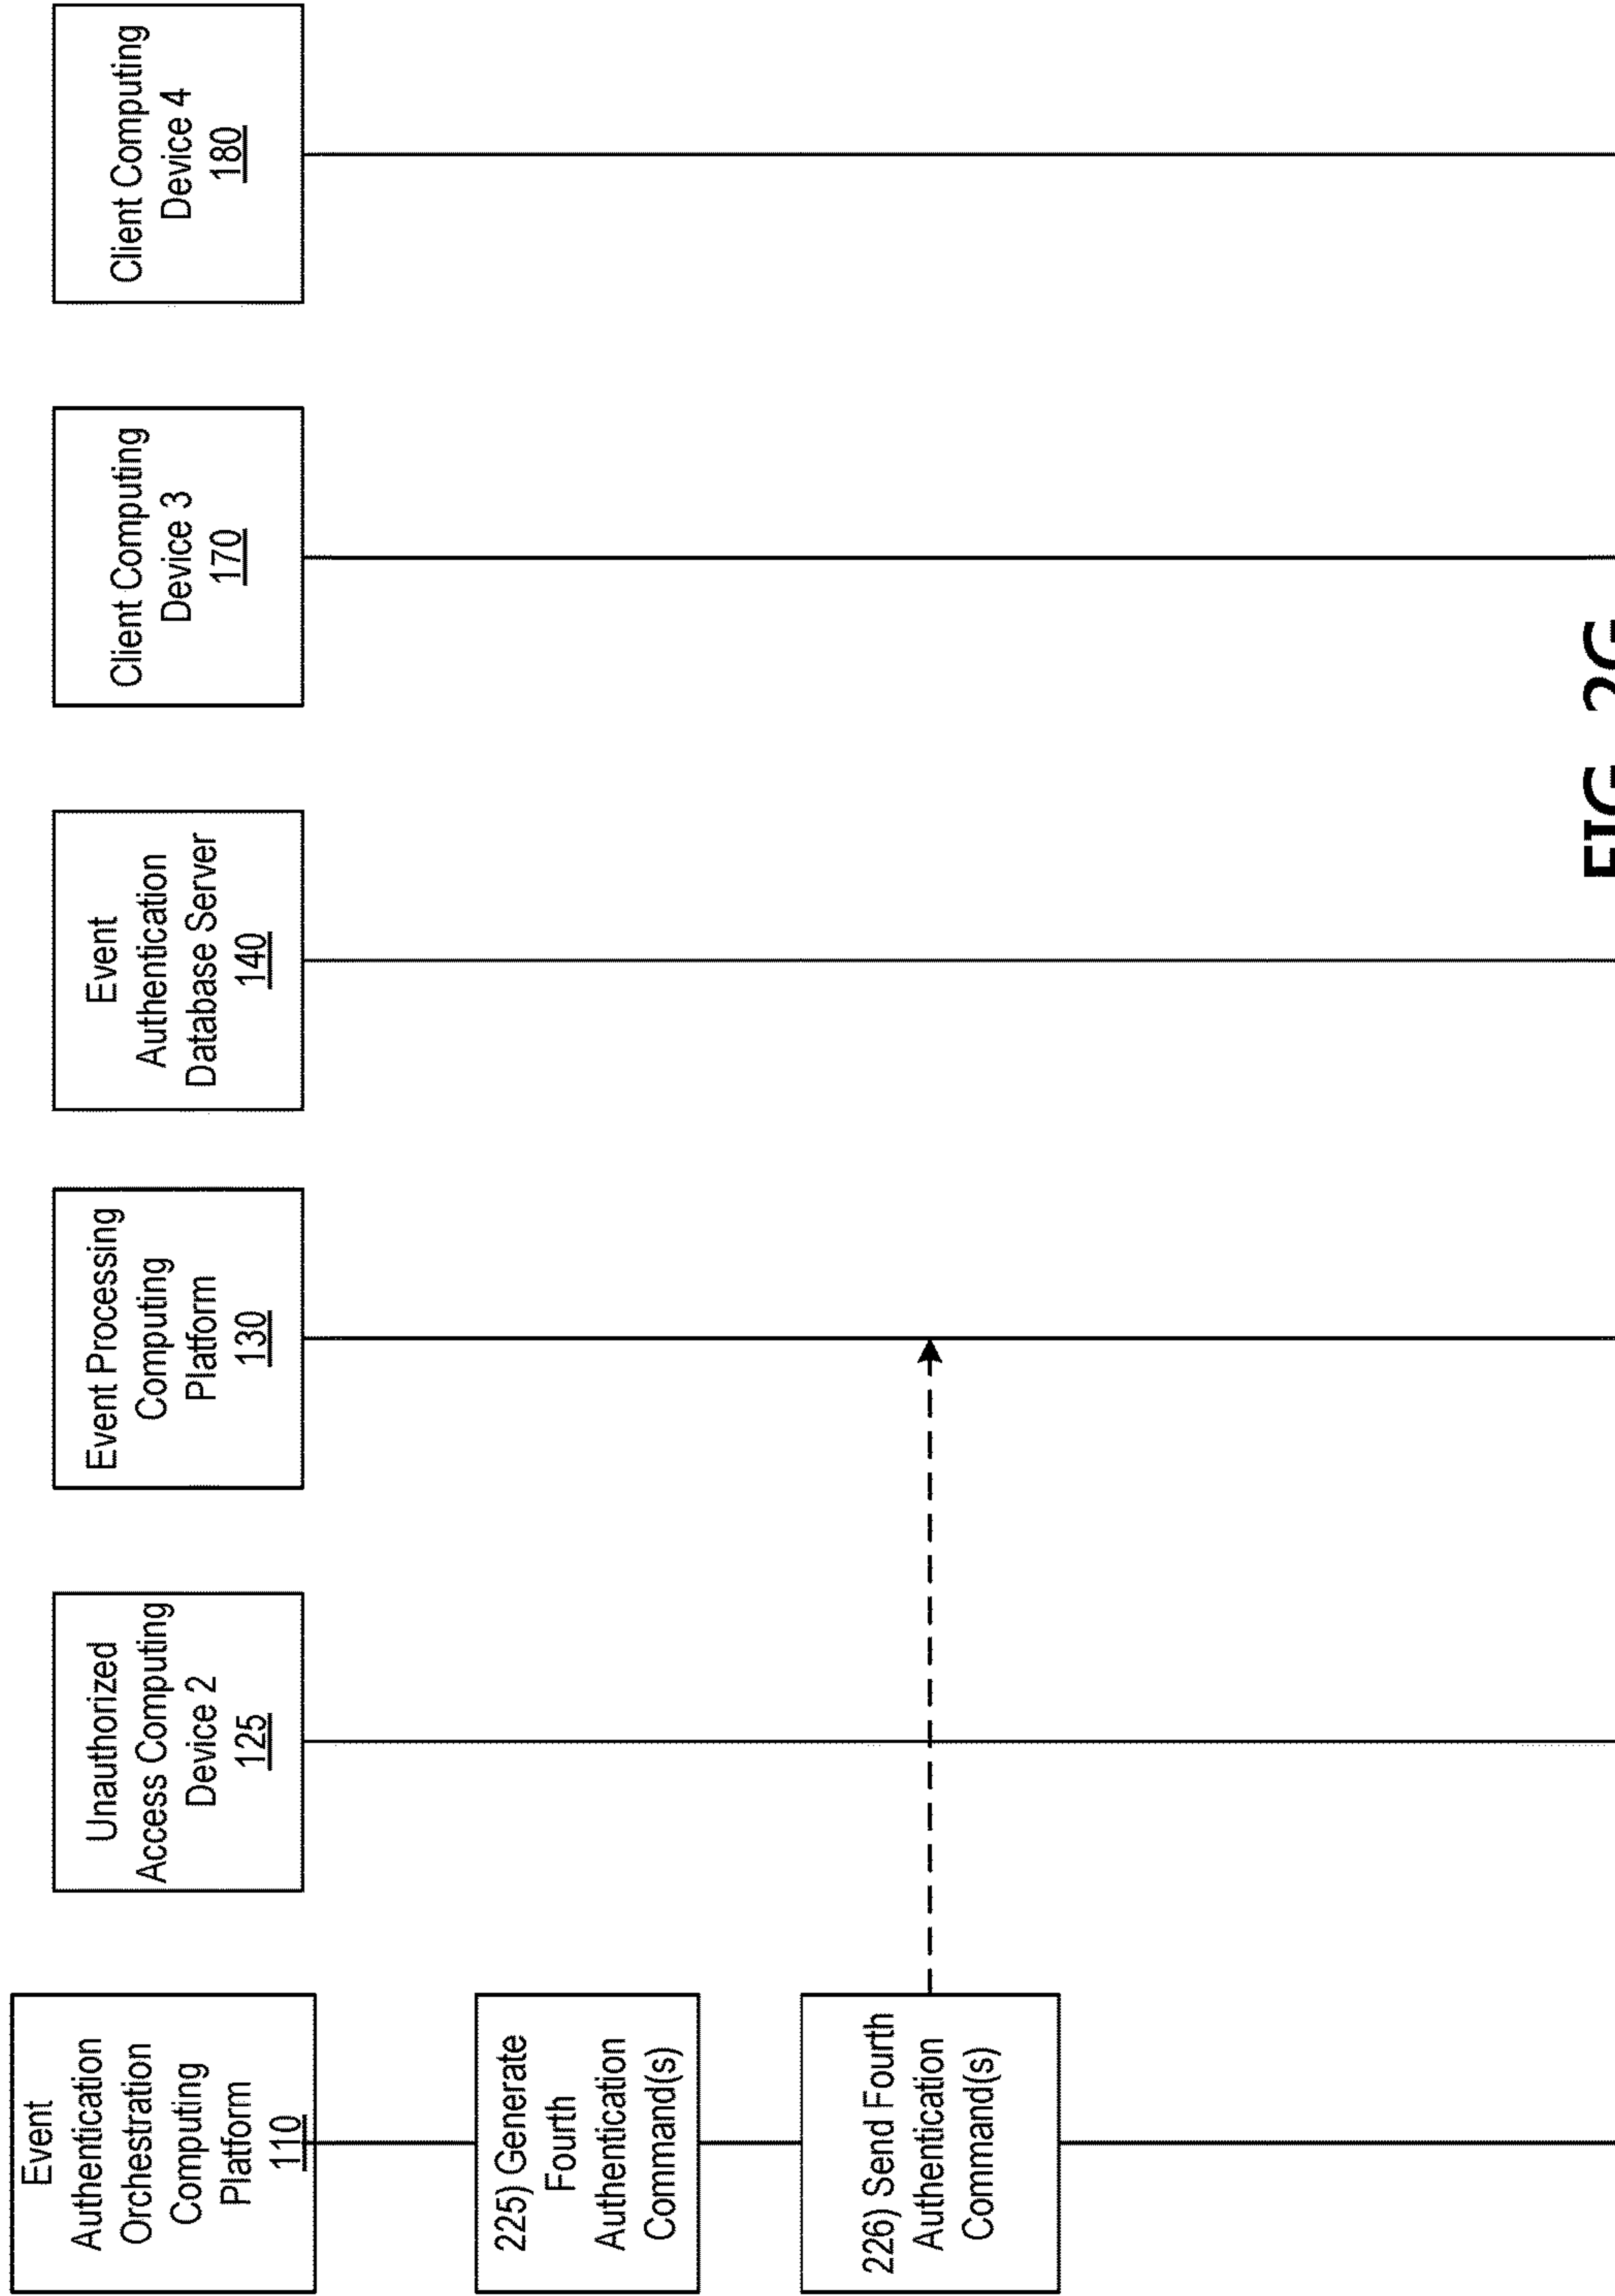 Event
Authentication
Orchestration
Computing
Platform
110
Unauthorized
Access Computing
Device 2
125
Event Processing
Computing
Platform
130
Event
Authentication
Database Server
140
Client Computing
Device 3
170
Client Computing
Device 4
180
225) Generate
Fourth
Authentication
Command(s)
226) Send Fourth
Authentication
Command(s)
FIG. 2G